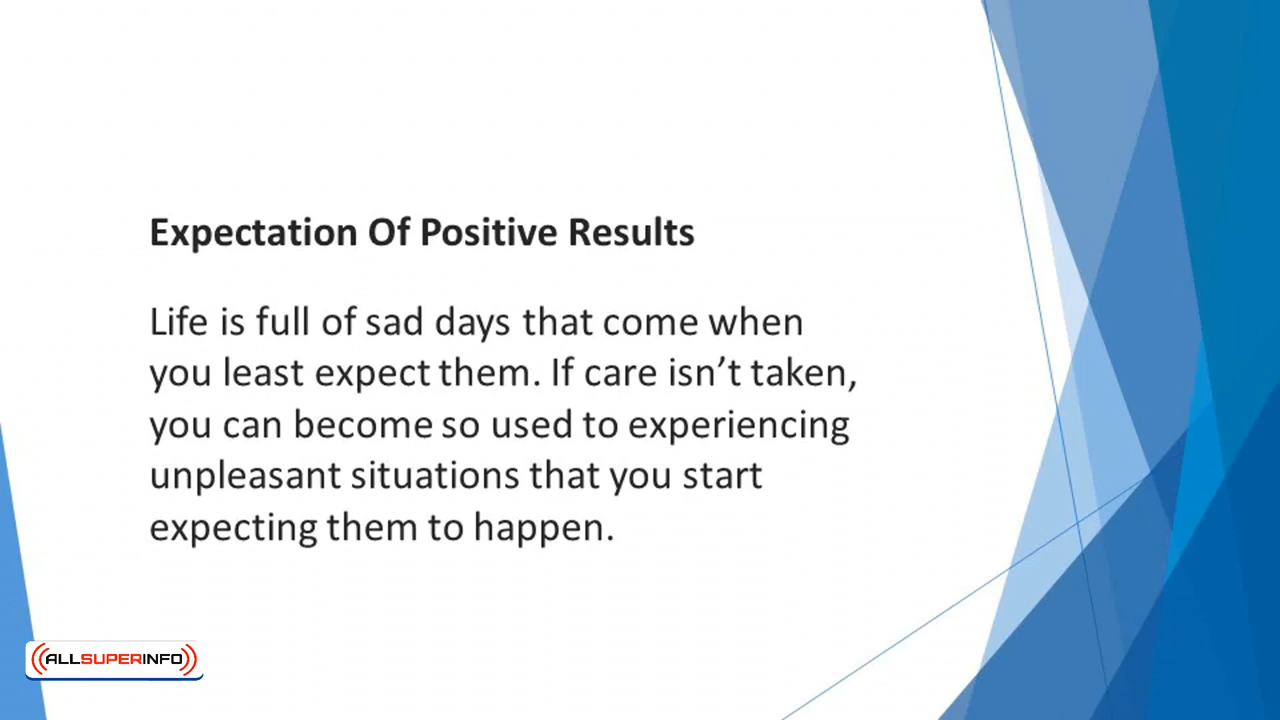 Expectation Of Positive Results
Life is full of sad days that come when
you least expect them. If care isn’t taken,
you can become so used to experiencing
unpleasant situations that you start
expecting them to happen.
ALLSUPERINFO